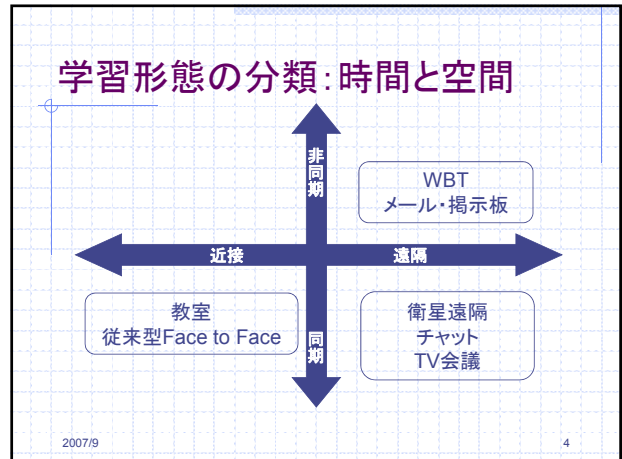 学習形態の分類：時間と空間
非同期
WBT
メール・掲示板
近接
遠隔
教室
従来型Face to Face
同期
衛星遠隔
チャット
TV会議
2007/9
4